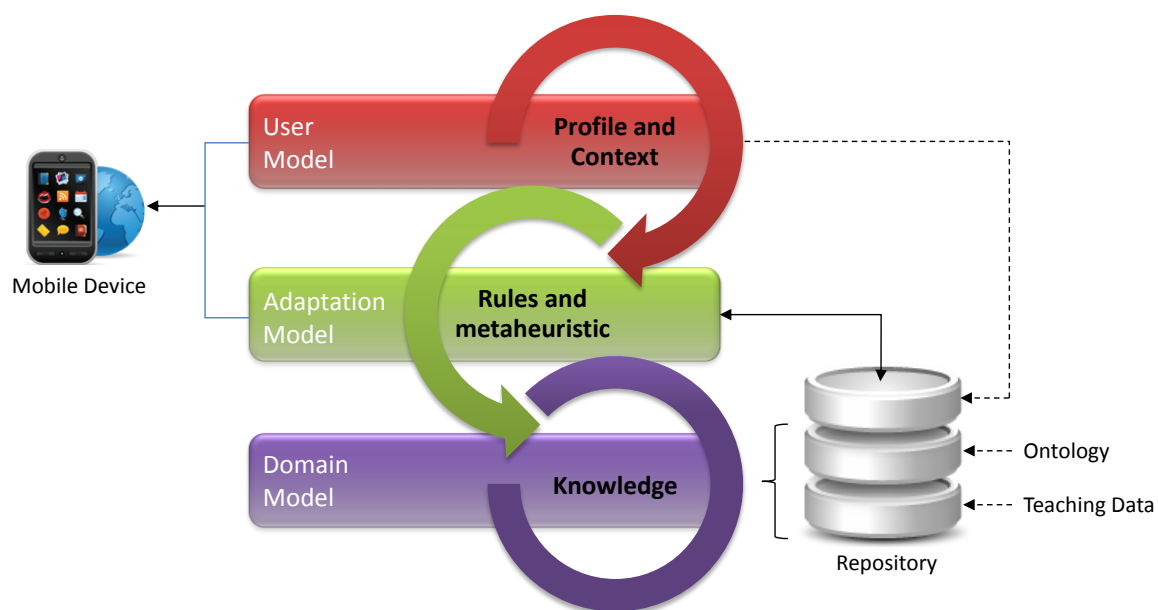 User
Model
Profile and
Context
Mobile Device
Adaptation
Model
Rules and
metaheuristic
Domain
Model
Knowledge
Ontology
Teaching Data
Repository